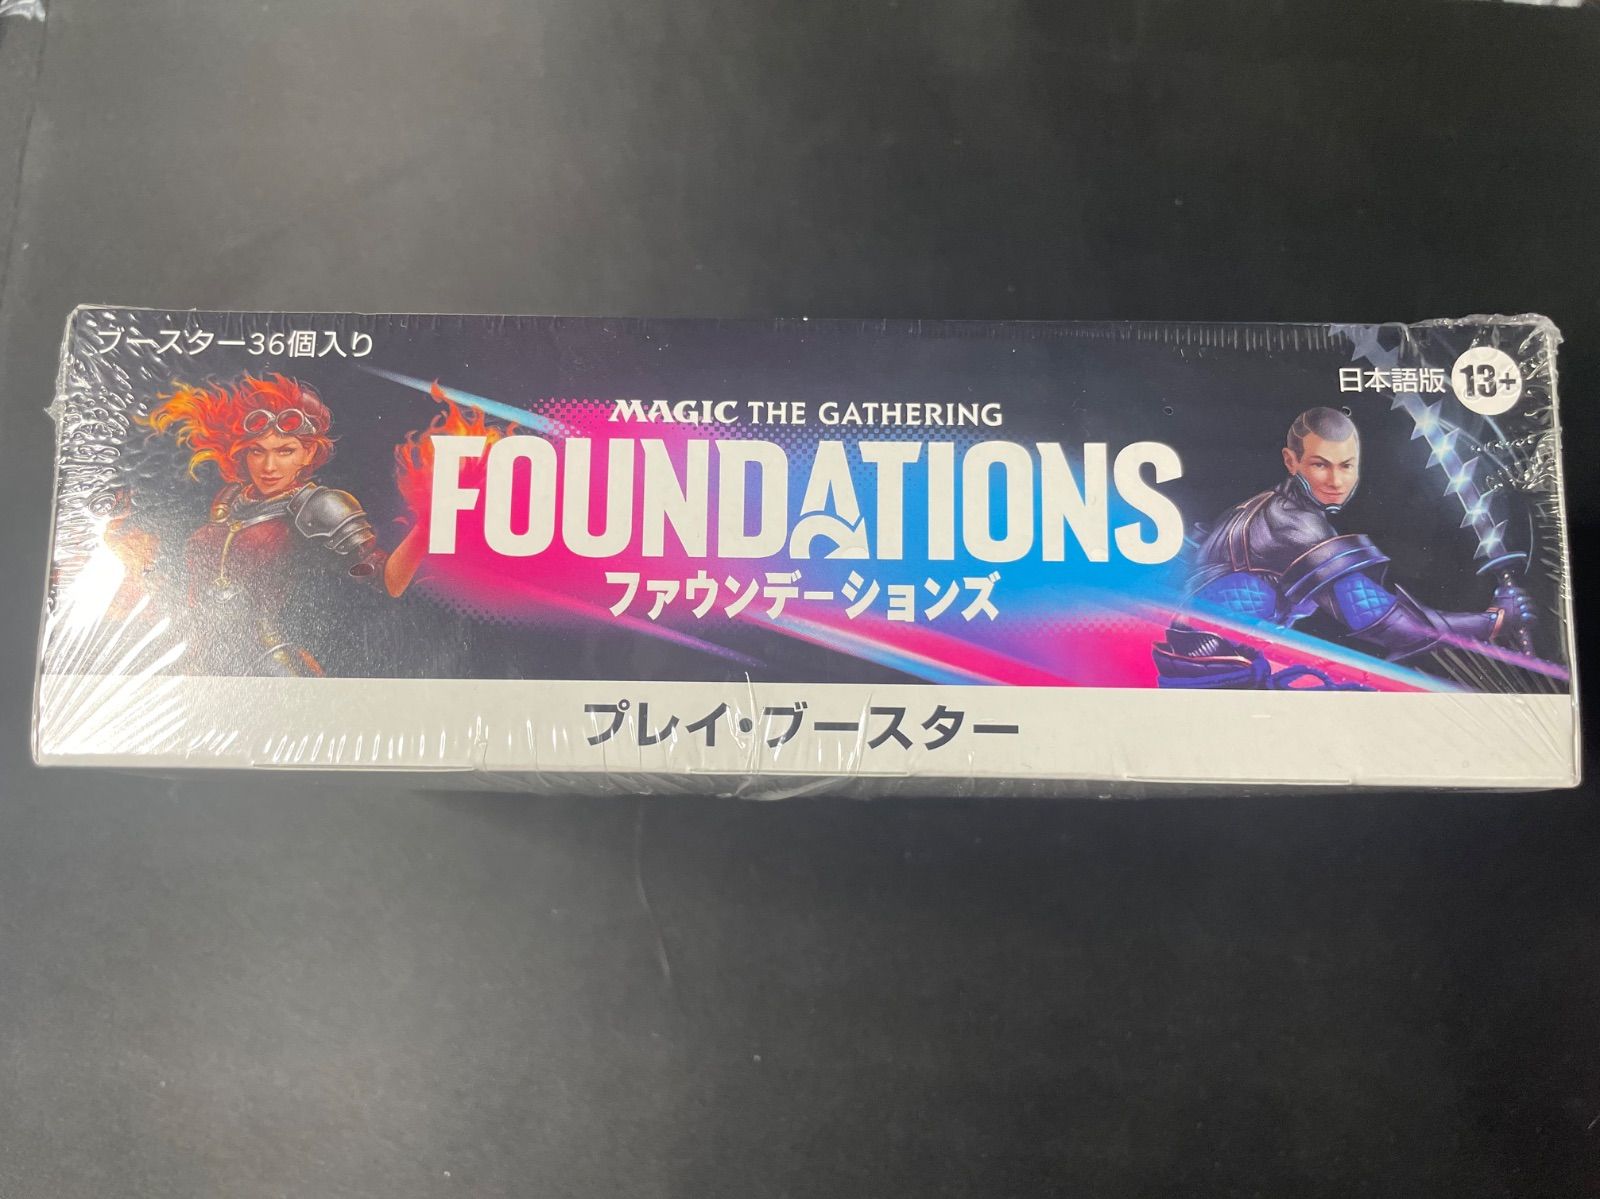 ブースター36個入り
日本語版 13+
MAGIC THE GATHERING
FOUNDATIONS
ファウンデーションズ
プレイ・ブースター